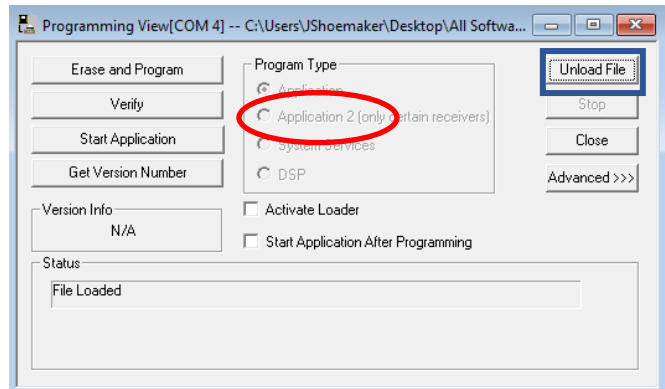 Programming View[COM 4] -- C:\Users\JShoemaker\Desktop\All Softwa...
Erase and Program
Verify
Start Application
Get Version Number
Program Type
Application
Application 2 (only certain receivers)
System Services
DSP
Unload File
Stop
Close
Advanced >>>
Version Info
N/A
Activate Loader
Start Application After Programming
Status
File Loaded